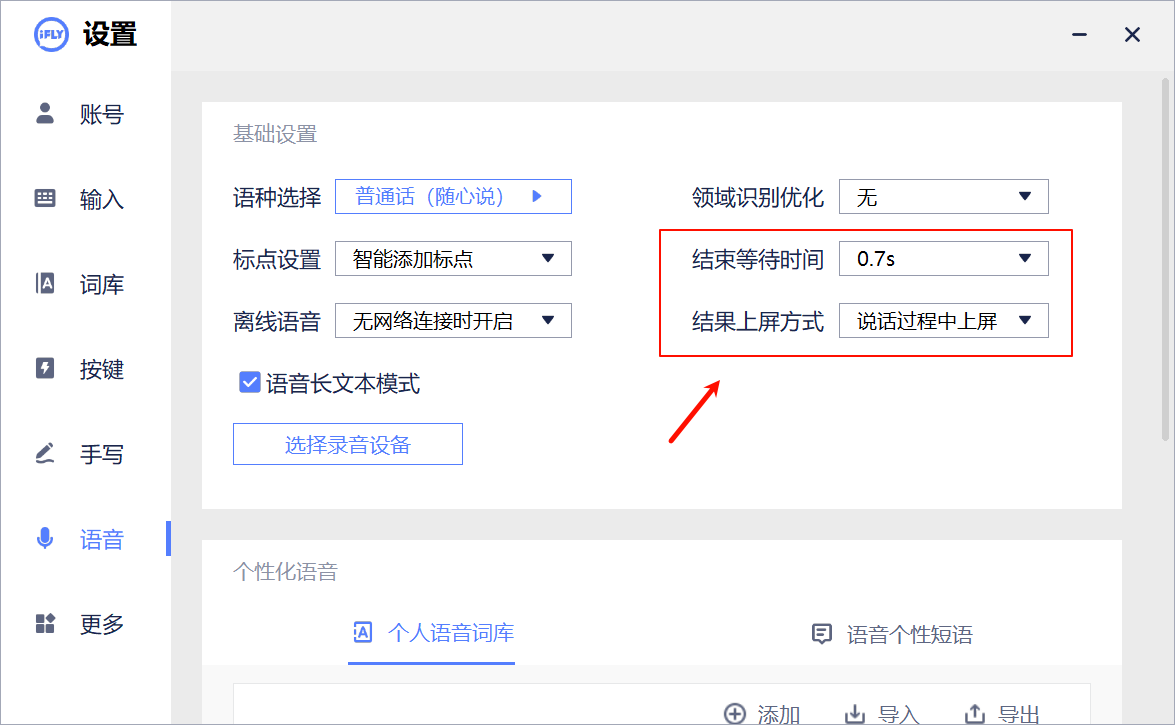 iFLY 设置
账号
输入
词库
按键
手写
语音
更多
基础设置
语种选择 普通话（随心说） 领域识别优化 无
标点设置 智能添加标点 结束等待时间 0.7s
离线语音 无网络连接时开启 结果上屏方式 说话过程中上屏
语音长文本模式
选择录音设备
个性化语音
个人语音词库 语音个性短语
添加 导入 导出